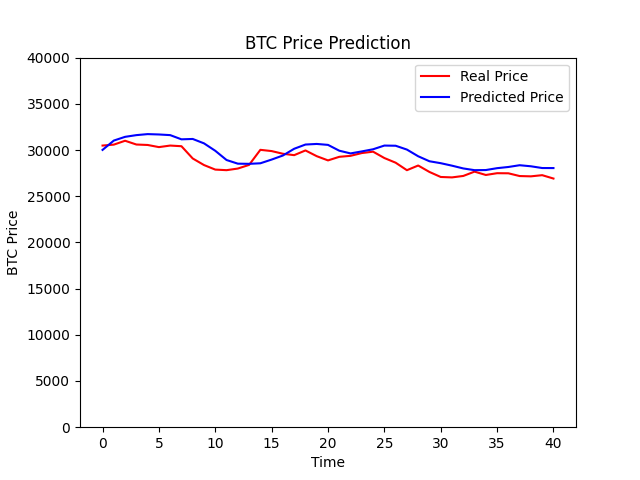 BTC Price Prediction
Real Price
Predicted Price
40000
35000
30000
25000
20000
15000
10000
5000
0
BTC Price
0 5 10 15 20 25 30 35 40
Time